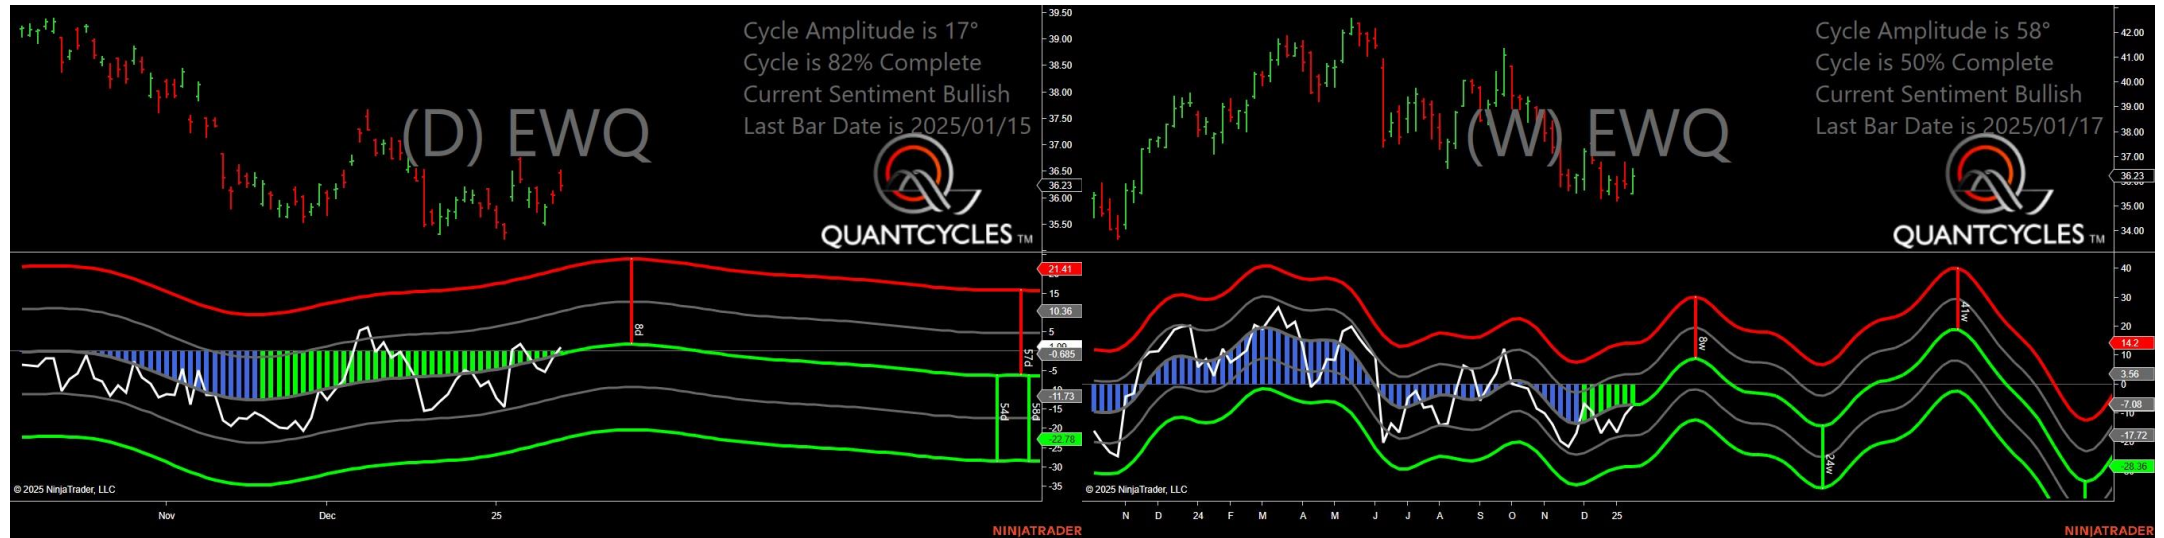 Cycle Amplitude is 17°
Cycle is 82% Complete
Current Sentiment Bullish
Last Bar Date is 2025/01/15
(D) EWQ
QUANTCYCLES TM
39.50
39.00
38.50
38.00
37.50
37.00
36.50
36.23
36.00
35.50
21.41
15
10.36
5
-0.685
-5
-11.73
-15
-20
-22.78
-25
-30
-35
8d
57d
54d
58d
© 2025 NinjaTrader, LLC
Nov Dec 25
NINJATRADER
Cycle Amplitude is 58°
Cycle is 50% Complete
Current Sentiment Bullish
Last Bar Date is 2025/01/17
(W) EWQ
QUANTCYCLES TM
42.00
41.00
40.00
39.00
38.00
37.00
36.23
35.00
34.00
40
30
20
14.2
10
3.56
0
-7.08
-10
-17.72
-28.36
8w
41w
24w
© 2025 NinjaTrader, LLC
N D 24 F M A M J J A S O N D 25
NINJATRADER